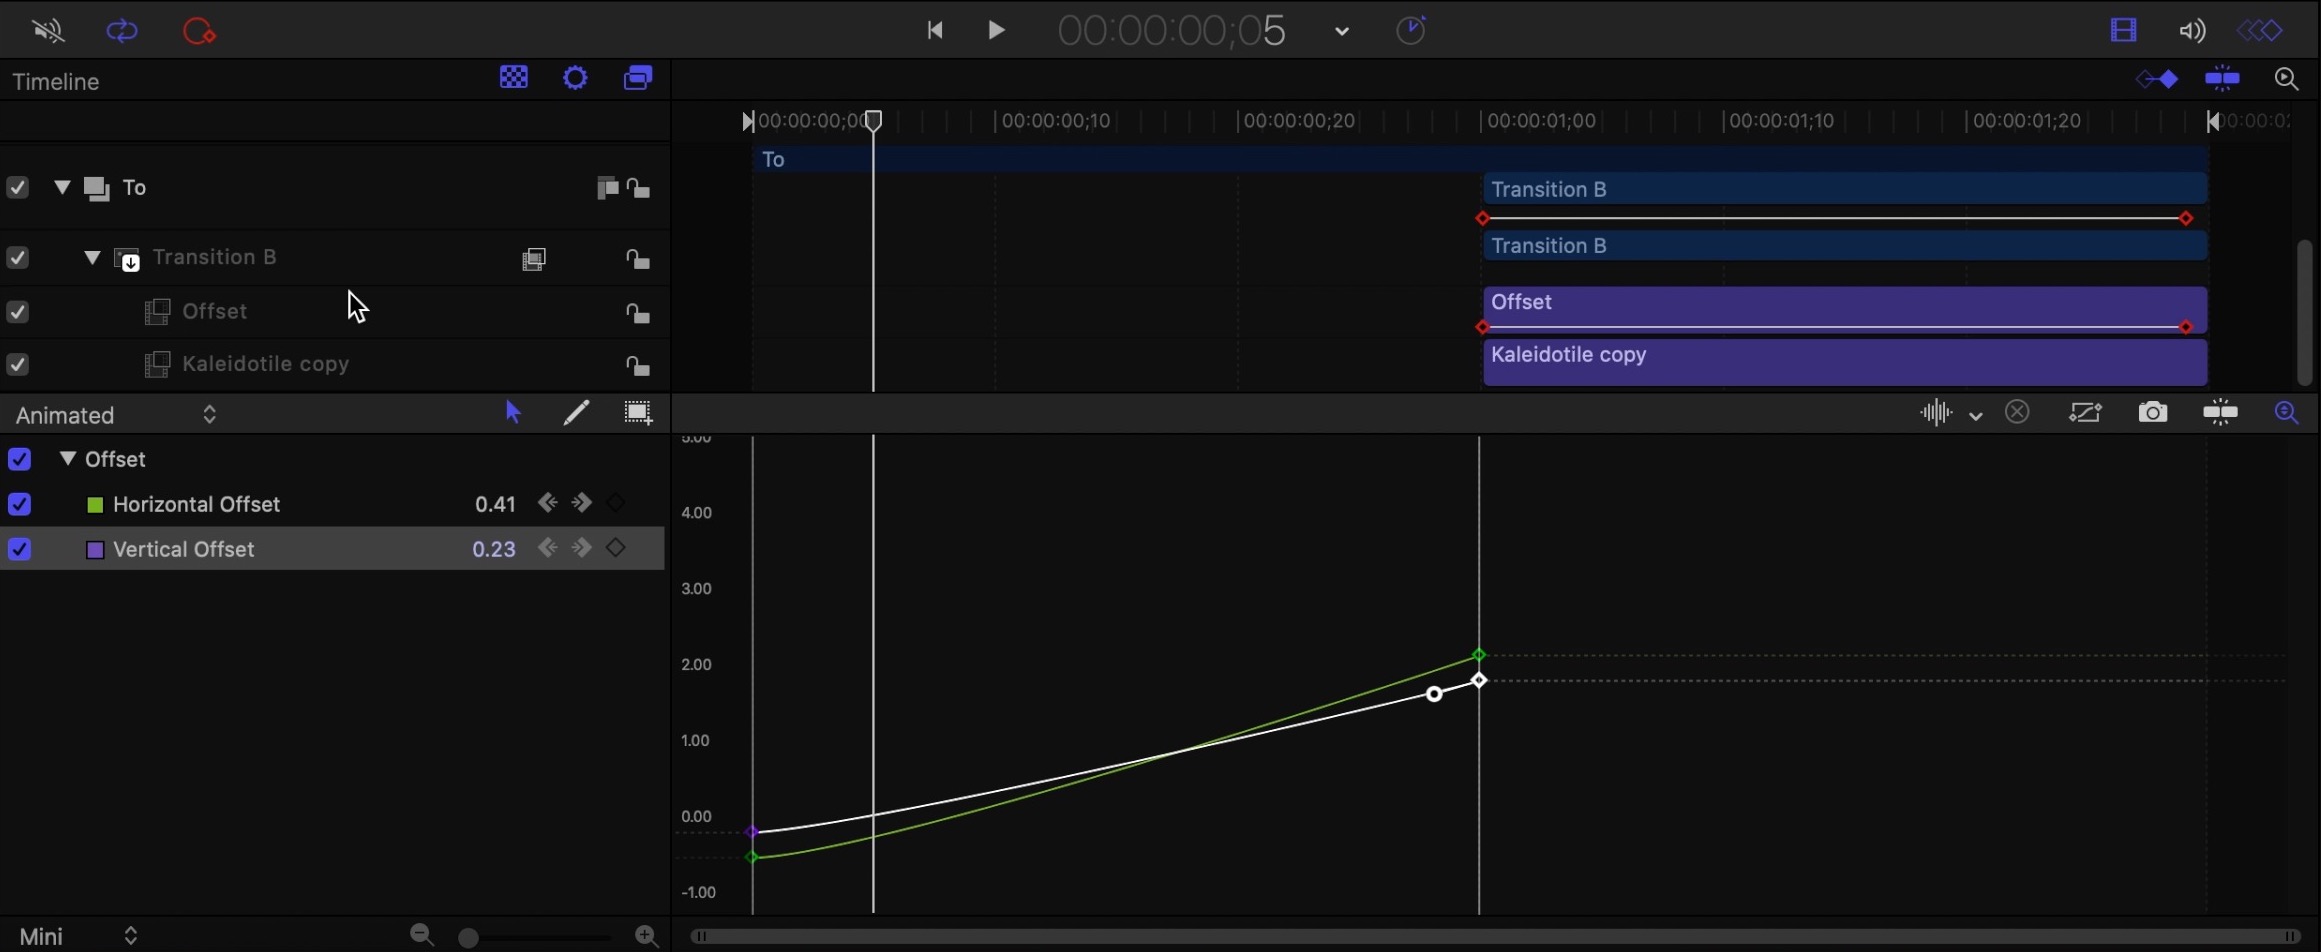 00:00:00;05
Timeline
00:00:00;00 00:00:00;10 00:00:00;20 00:00:01;00 00:00:01;10 00:00:01;20
To
To
Transition B
Transition B
Transition B
Offset
Offset
Kaleidotile copy
Kaleidotile copy
Animated
5.00
Offset
Horizontal Offset 0.41
4.00
Vertical Offset 0.23
3.00
2.00
1.00
0.00
-1.00
Mini